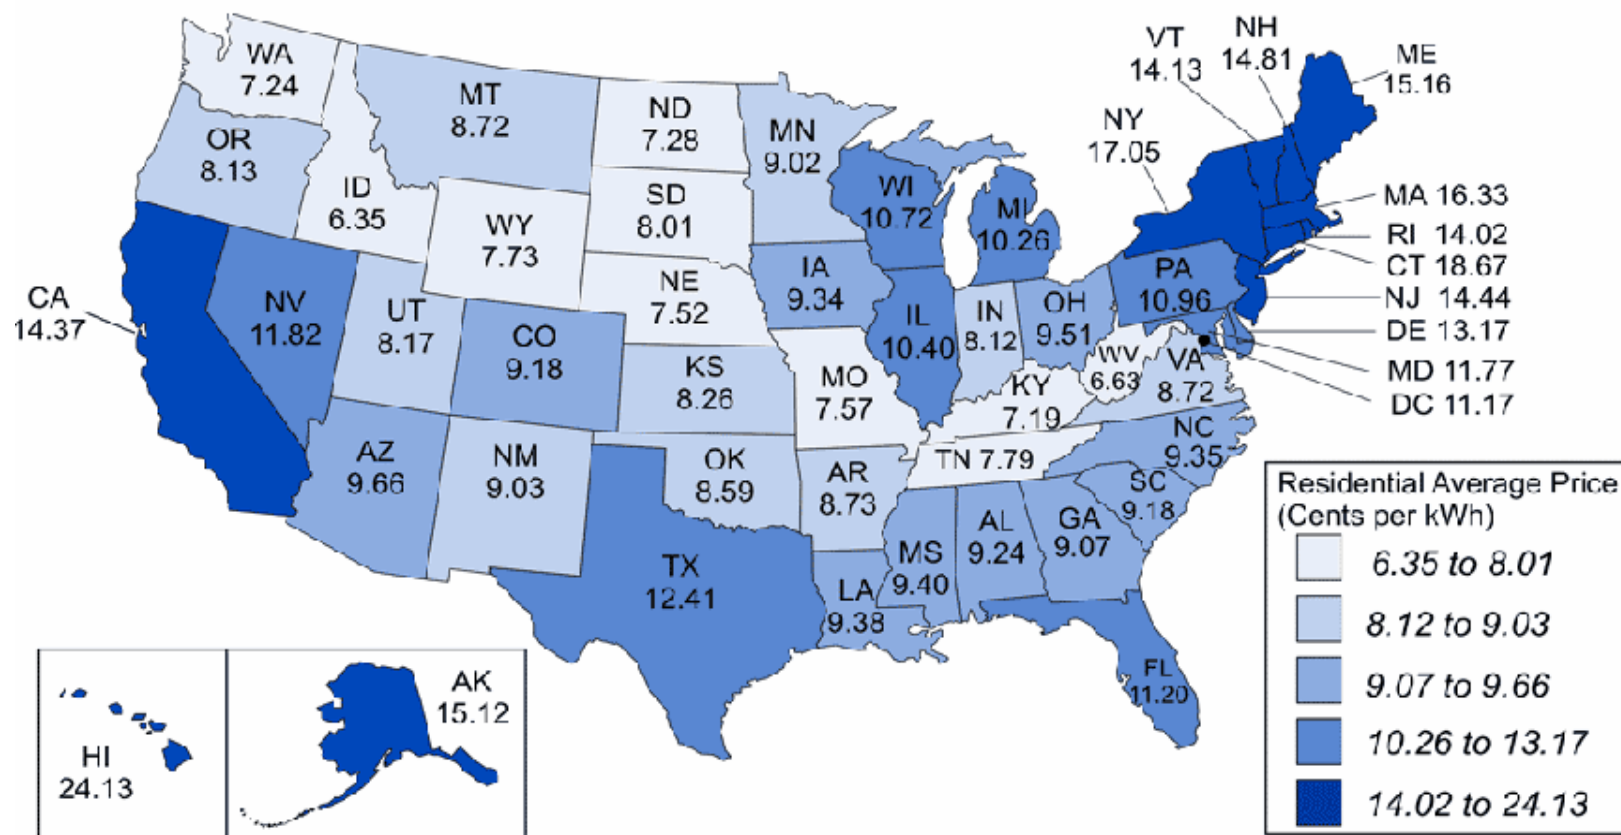 WA
7.24
MT
8.72
ND
7.28
MN
9.02
VT
14.13
NH
14.81
ME
15.16
NY
17.05
OR
8.13
ID
6.35
WY
7.73
SD
8.01
WI
10.72
MI
10.26
MA 16.33
RI 14.02
CT 18.67
NJ 14.44
DE 13.17
MD 11.77
DC 11.17
CA
14.37
NV
11.82
UT
8.17
CO
9.18
NE
7.52
IA
9.34
IL
10.40
IN
8.12
OH
9.51
PA
10.96
WV
6.63
VA
8.72
KS
8.26
MO
7.57
KY
7.19
AZ
9.66
NM
9.03
OK
8.59
AR
8.73
TN 7.79
NC
9.35
SC
9.18
TX
12.41
LA
9.38
MS
9.40
AL
9.24
GA
9.07
FL
11.20
HI
24.13
AK
15.12
Residential Average Price
(Cents per kWh)
6.35 to 8.01
8.12 to 9.03
9.07 to 9.66
10.26 to 13.17
14.02 to 24.13